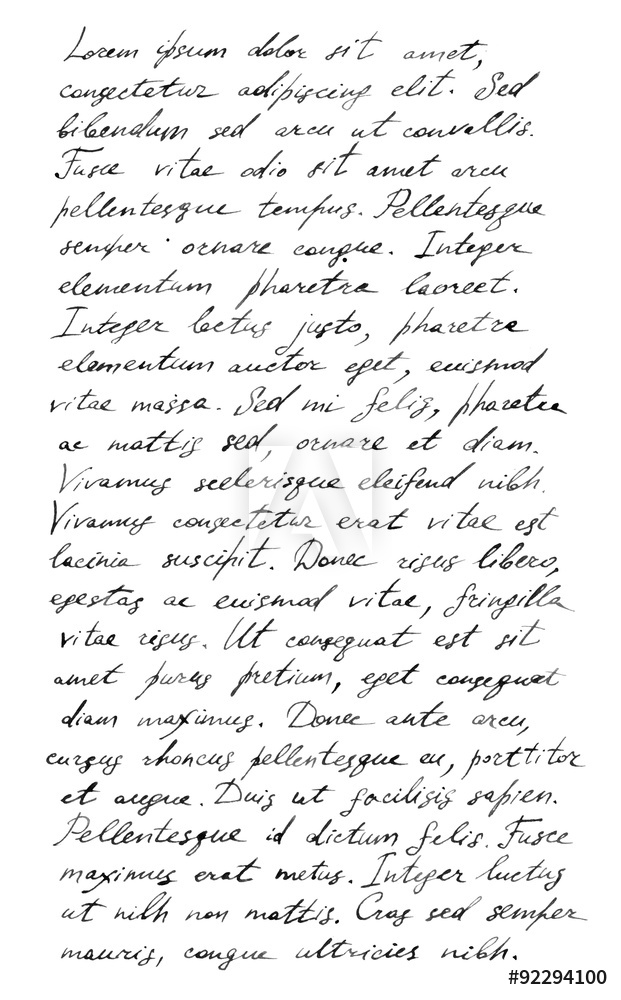 Lorem ipsum dolor sit amet,
consectetur adipiscing elit. Sed
bibendum sed arcu ut convallis.
Fusce vitae odio sit amet arcu
pellentesque tempus. Pellentesque
semper ornare congue. Integer
elementum pharetra laoreet.
Integer lectus justo, pharetra
elementum auctor eget, euismod
vitae massa. Sed mi felis, pharetra
ac mattis sed, ornare et diam.
Vivamus scelerisque eleifend nibh.
Vivamus consectetur erat vitae est
lacinia suscipit. Donec risus libero,
egestas ac euismod vitae, fringilla
vitae risus. Ut consequat est sit
amet purus pretium, eget consequat
diam maximus. Donec ante arcu,
cursus rhoncus pellentesque eu, porttitor
et augue. Duis ut facilisis sapien.
Pellentesque id dictum felis. Fusce
maximus erat metus. Integer luctus
ut nibh non mattis. Cras sed semper
mauris, congue ultricies nibh.
#92294100